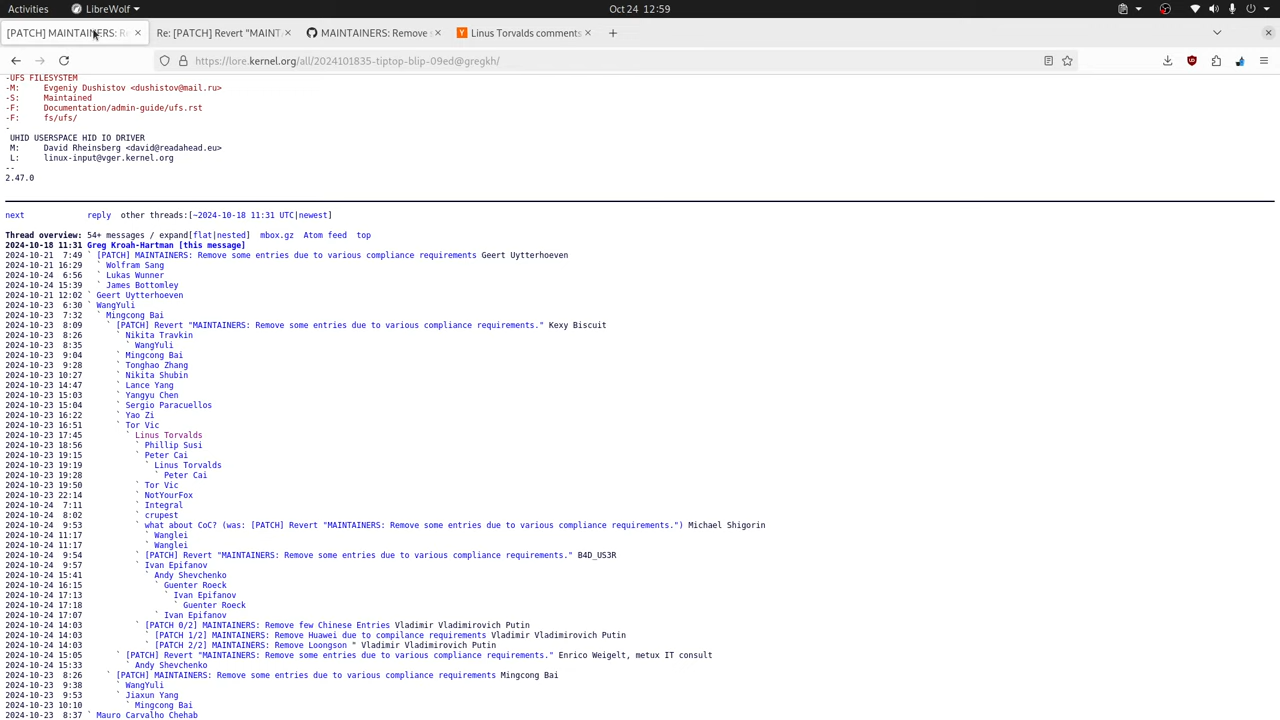 Activities LibreWolf Oct 24 12:59
[PATCH] MAINTAINERS: R Re: [PATCH] Revert "MAINT MAINTAINERS: Remove Linus Torvalds comments
https://lore.kernel.org/all/2024101835-tiptop-blip-09ed@gregkh/
-UFS FILESYSTEM
-M: Evgeniy Dushistov <dushistov@mail.ru>
-S: Maintained
-F: Documentation/admin-guide/ufs.rst
-F: fs/ufs/
-
UHID USERSPACE HID IO DRIVER
M: David Rheinsberg <david@readahead.eu>
L: linux-input@vger.kernel.org
--
2.47.0
next reply other threads:[~2024-10-18 11:31 UTC|newest]
Thread overview: 54+ messages / expand[flat|nested] mbox.gz Atom feed top
2024-10-18 11:31 Greg Kroah-Hartman [this message]
2024-10-21 7:49 ` [PATCH] MAINTAINERS: Remove some entries due to various compliance requirements Geert Uytterhoeven
2024-10-21 16:29 ` Wolfram Sang
2024-10-24 6:56 ` Lukas Wunner
2024-10-24 15:39 ` James Bottomley
2024-10-21 12:02 ` Geert Uytterhoeven
2024-10-23 6:30 ` WangYuli
2024-10-23 7:32 ` Mingcong Bai
2024-10-23 8:09 ` [PATCH] Revert "MAINTAINERS: Remove some entries due to various compliance requirements." Kexy Biscuit
2024-10-23 8:26 ` Nikita Travkin
2024-10-23 8:35 ` WangYuli
2024-10-23 9:04 ` Mingcong Bai
2024-10-23 9:28 ` Tonghao Zhang
2024-10-23 10:27 ` Nikita Shubin
2024-10-23 14:47 ` Lance Yang
2024-10-23 15:03 ` Yangyu Chen
2024-10-23 15:04 ` Sergio Paracuellos
2024-10-23 16:22 ` Yao Zi
2024-10-23 16:51 ` Tor Vic
2024-10-23 17:45 ` Linus Torvalds
2024-10-23 18:56 ` Phillip Susi
2024-10-23 19:15 ` Peter Cai
2024-10-23 19:19 ` Linus Torvalds
2024-10-23 19:28 ` Peter Cai
2024-10-23 19:50 ` Tor Vic
2024-10-23 22:14 ` NotYourFox
2024-10-24 7:11 ` Integral
2024-10-24 8:02 ` crupest
2024-10-24 9:53 ` what about CoC? (was: [PATCH] Revert "MAINTAINERS: Remove some entries due to various compliance requirements.") Michael Shigorin
2024-10-24 11:17 ` Wanglei
2024-10-24 11:17 ` Wanglei
2024-10-24 9:54 ` [PATCH] Revert "MAINTAINERS: Remove some entries due to various compliance requirements." B4D_US3R
2024-10-24 9:57 ` Ivan Epifanov
2024-10-24 15:41 ` Andy Shevchenko
2024-10-24 16:15 ` Guenter Roeck
2024-10-24 17:13 ` Ivan Epifanov
2024-10-24 17:18 ` Guenter Roeck
2024-10-24 17:07 ` Ivan Epifanov
2024-10-24 14:03 ` [PATCH 0/2] MAINTAINERS: Remove few Chinese Entries Vladimir Vladimirovich Putin
2024-10-24 14:03 ` [PATCH 1/2] MAINTAINERS: Remove Huawei due to compilance requirements Vladimir Vladimirovich Putin
2024-10-24 14:03 ` [PATCH 2/2] MAINTAINERS: Remove Loongson " Vladimir Vladimirovich Putin
2024-10-24 15:05 ` [PATCH] Revert "MAINTAINERS: Remove some entries due to various compliance requirements." Enrico Weigelt, metux IT consult
2024-10-24 15:33 ` Andy Shevchenko
2024-10-23 8:26 ` [PATCH] MAINTAINERS: Remove some entries due to various compliance requirements Mingcong Bai
2024-10-23 9:38 ` WangYuli
2024-10-23 9:53 ` Jiaxun Yang
2024-10-23 10:10 ` Mingcong Bai
2024-10-23 8:37 ` Mauro Carvalho Chehab